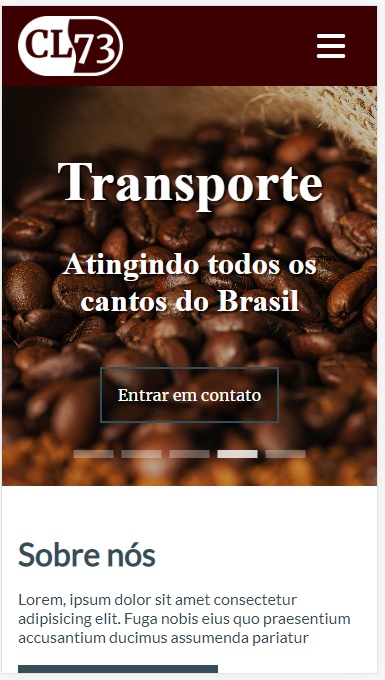 CL73
Transporte
Atingindo todos os
cantos do Brasil
Entrar em contato
Sobre nós
Lorem, ipsum dolor sit amet consectetur
adipisicing elit. Fuga nobis eius quo praesentium
accusantium ducimus assumenda pariatur